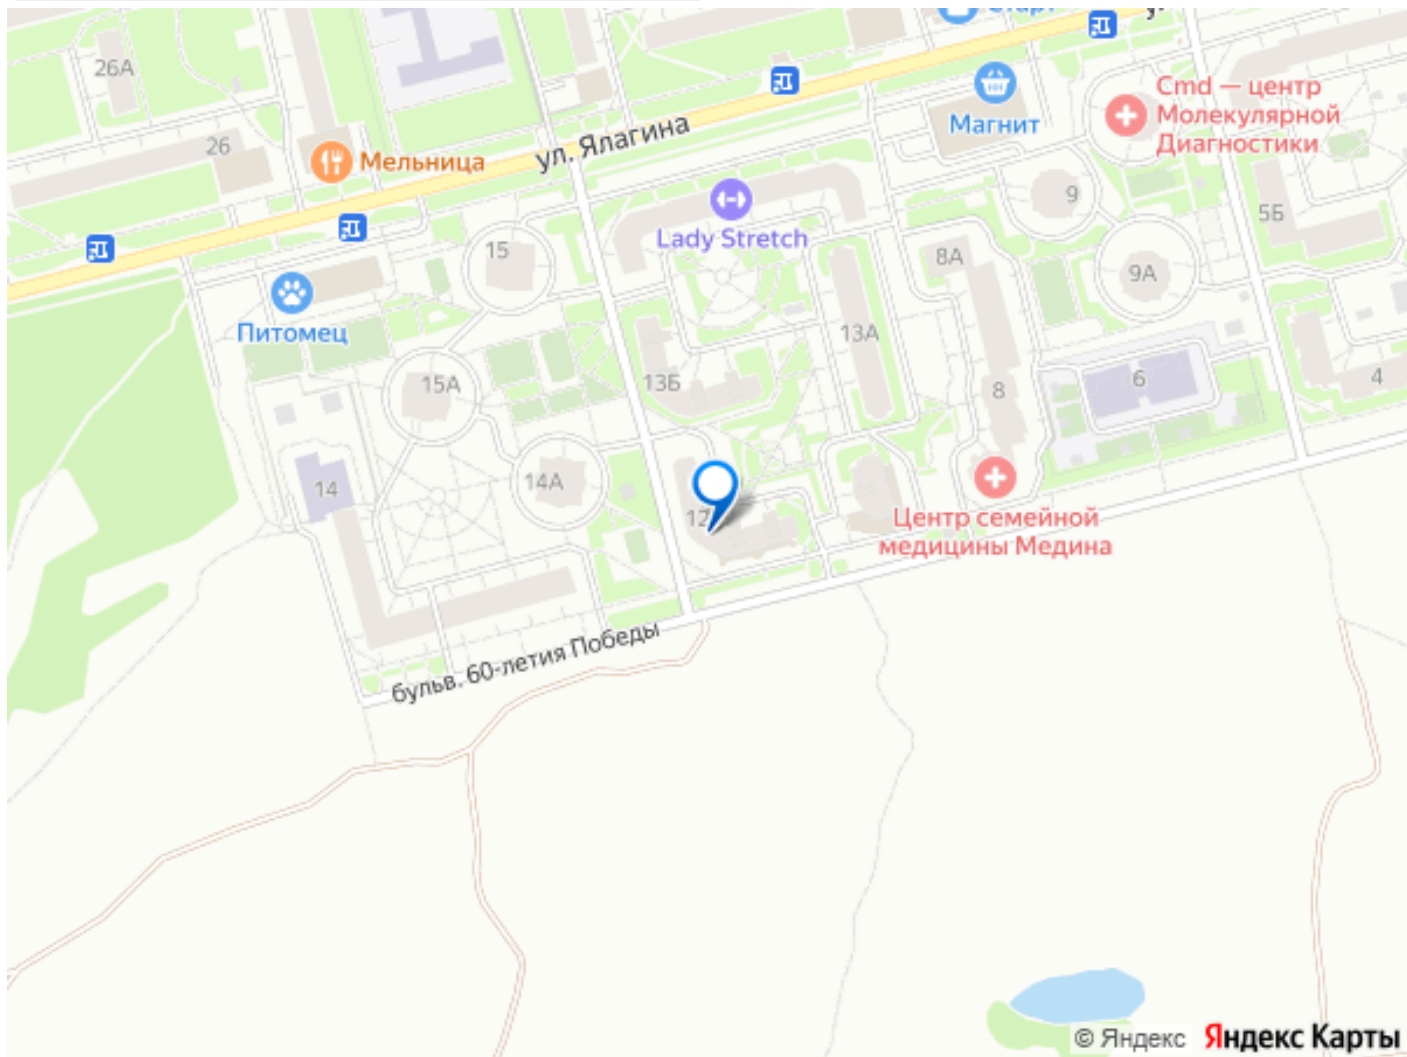 Старт
26А
Cmd — центр
Молекулярной
Диагностики
Магнит
ул. Ялагина
26
Мельница
9
5Б
Lady Stretch
15
8А
9А
Питомец
13А
15А
13Б
6
4
8
14А
14
12
Центр семейной
медицины Медина
бульв. 60-летия Победы
© Яндекс Яндекс Карты